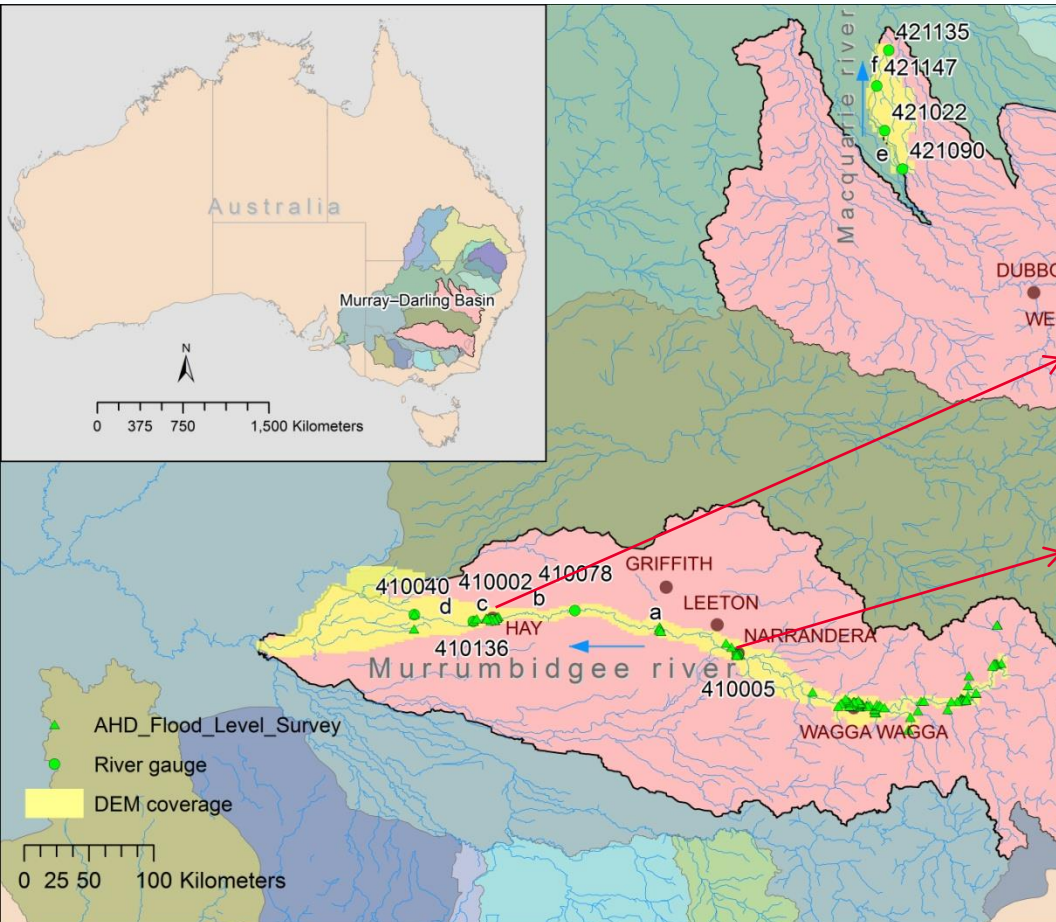 Australia
Murray–Darling Basin
N
0 375 750 1,500 Kilometers
Macquarie river
421135
f 421147
421022
e
421090
DUBBO
WE
GRIFFITH
410040 410002 410078
LEETON
d c b a
HAY
NARRANDERA
410136
Murrumbidgee river
410005
WAGGA WAGGA
AHD_Flood_Level_Survey
River gauge
DEM coverage
0 25 50 100 Kilometers